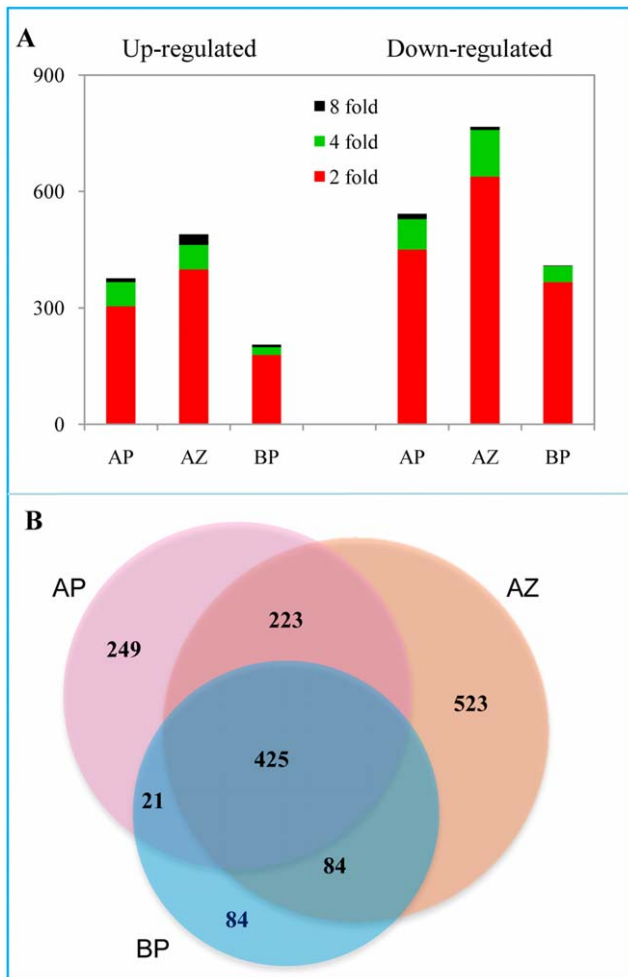 A
Up-regulated Down-regulated
900
8 fold
4 fold
600
2 fold
300
0
AP AZ BP AP AZ BP
B
AP
AZ
223
249
523
425
21
84
84
BP